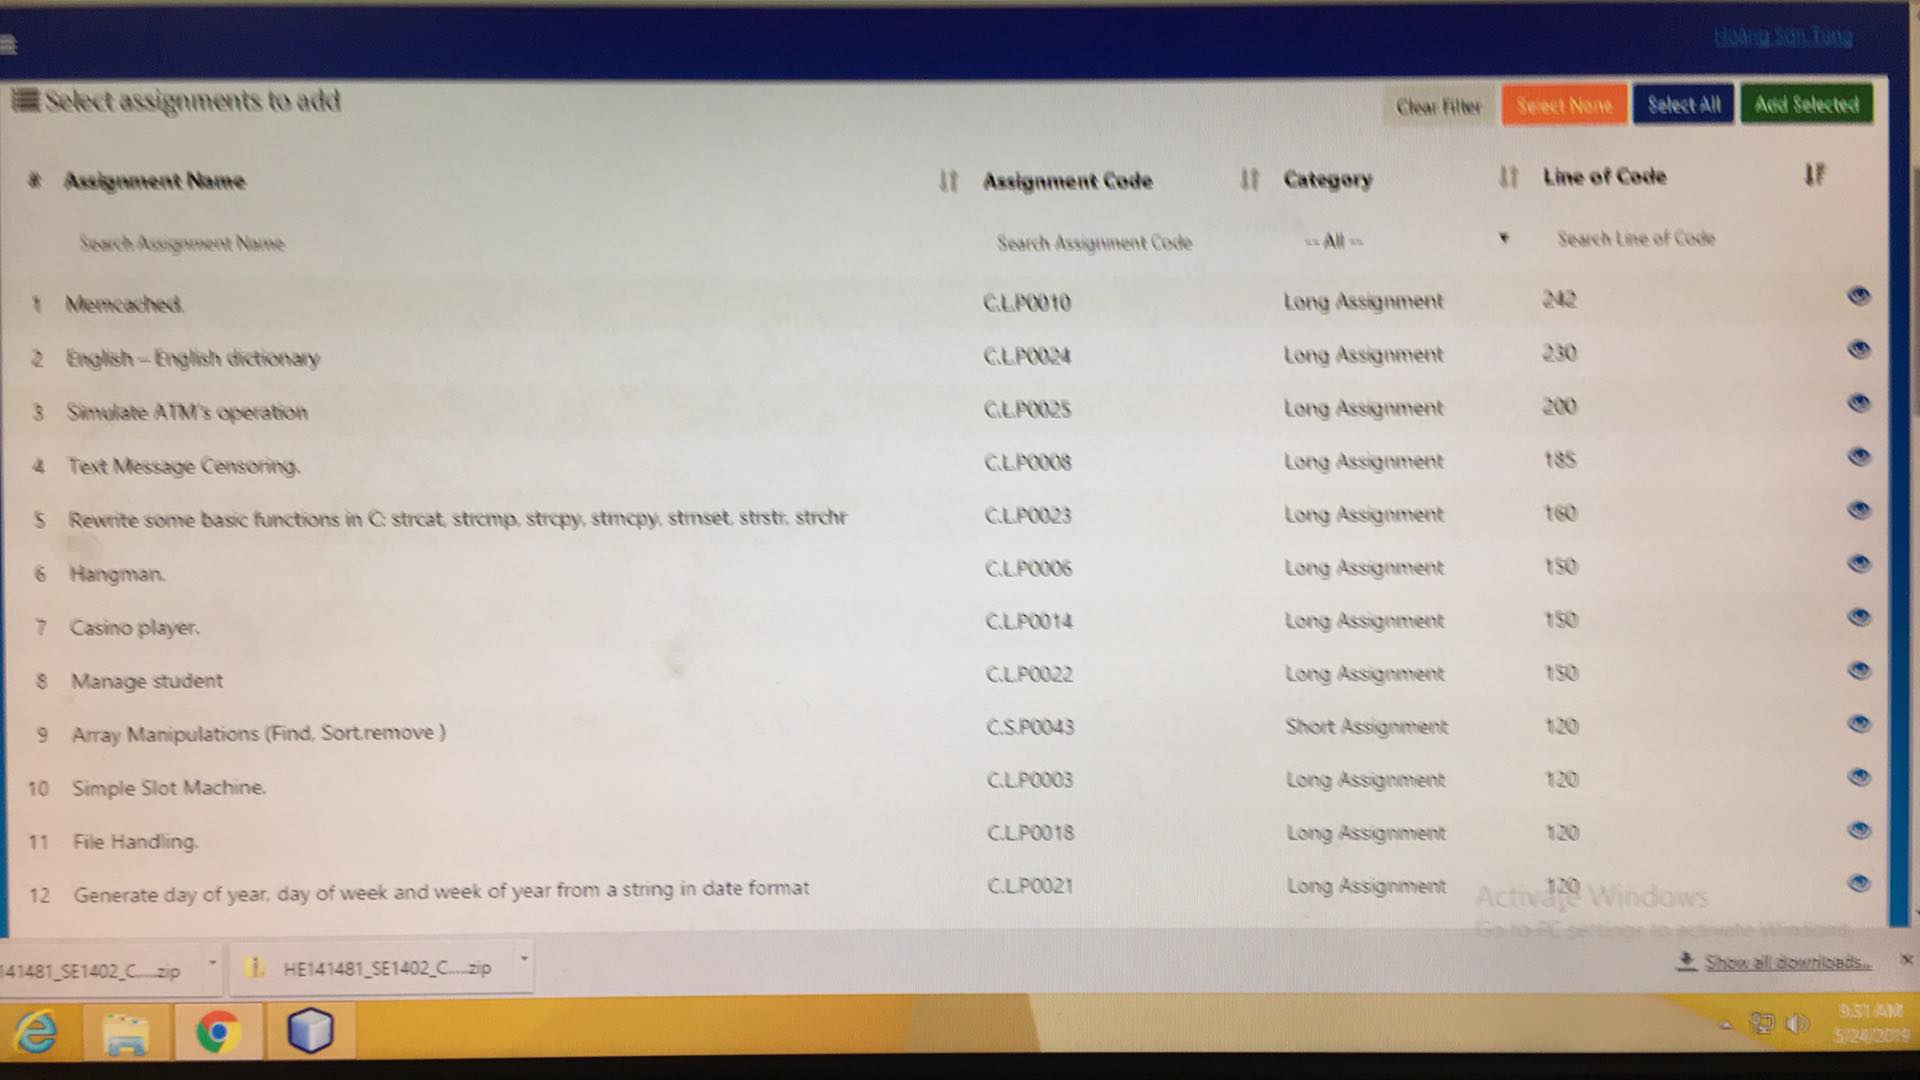 Hoàng Sơn Tùng
Select assignments to add
Clear Filter Select None Select All Add Selected
# Assignment Name Assignment Code Category Line of Code
Search Assignment Name Search Assignment Code -- All -- Search Line of Code
1 Memcached. C.L.P0010 Long Assignment 242
2 English – English dictionary C.L.P0024 Long Assignment 230
3 Simulate ATM's operation C.L.P0025 Long Assignment 200
4 Text Message Censoring. C.L.P0008 Long Assignment 185
5 Rewrite some basic functions in C: strcat, strcmp, strcpy, strncpy, strnset, strstr, strchr C.L.P0023 Long Assignment 160
6 Hangman. C.L.P0006 Long Assignment 150
7 Casino player. C.L.P0014 Long Assignment 150
8 Manage student C.L.P0022 Long Assignment 150
9 Array Manipulations (Find, Sort,remove ) C.S.P0043 Short Assignment 120
10 Simple Slot Machine. C.L.P0003 Long Assignment 120
11 File Handling. C.L.P0018 Long Assignment 120
12 Generate day of year, day of week and week of year from a string in date format C.L.P0021 Long Assignment 120
Activate Windows
Go to PC settings to activate Windows.
141481_SE1402_C....zip HE141481_SE1402_C....zip Show all downloads...
9:31 AM
5/24/2019